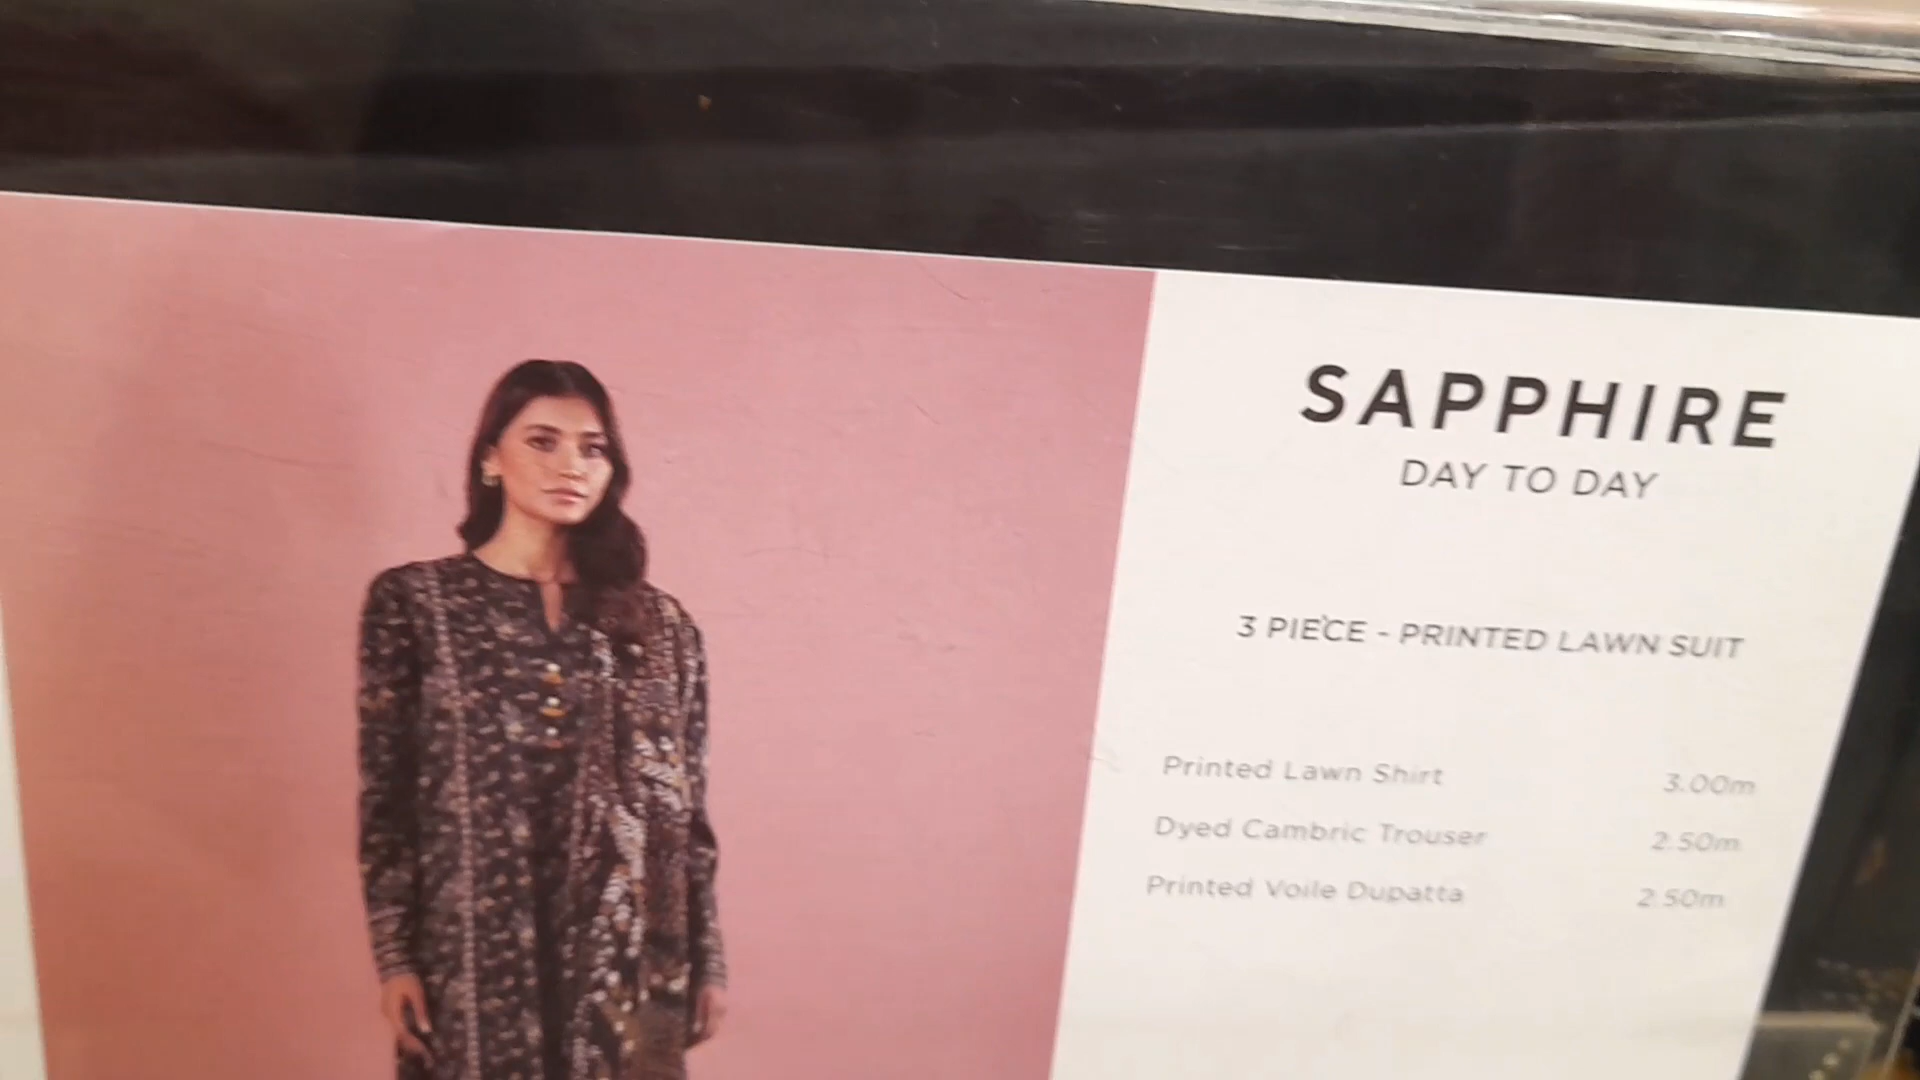 SAPPHIRE
DAY TO DAY
3 PIECE - PRINTED LAWN SUIT
Printed Lawn Shirt 3.00m
Dyed Cambric Trouser 2.50m
Printed Voile Dupatta 2.50m